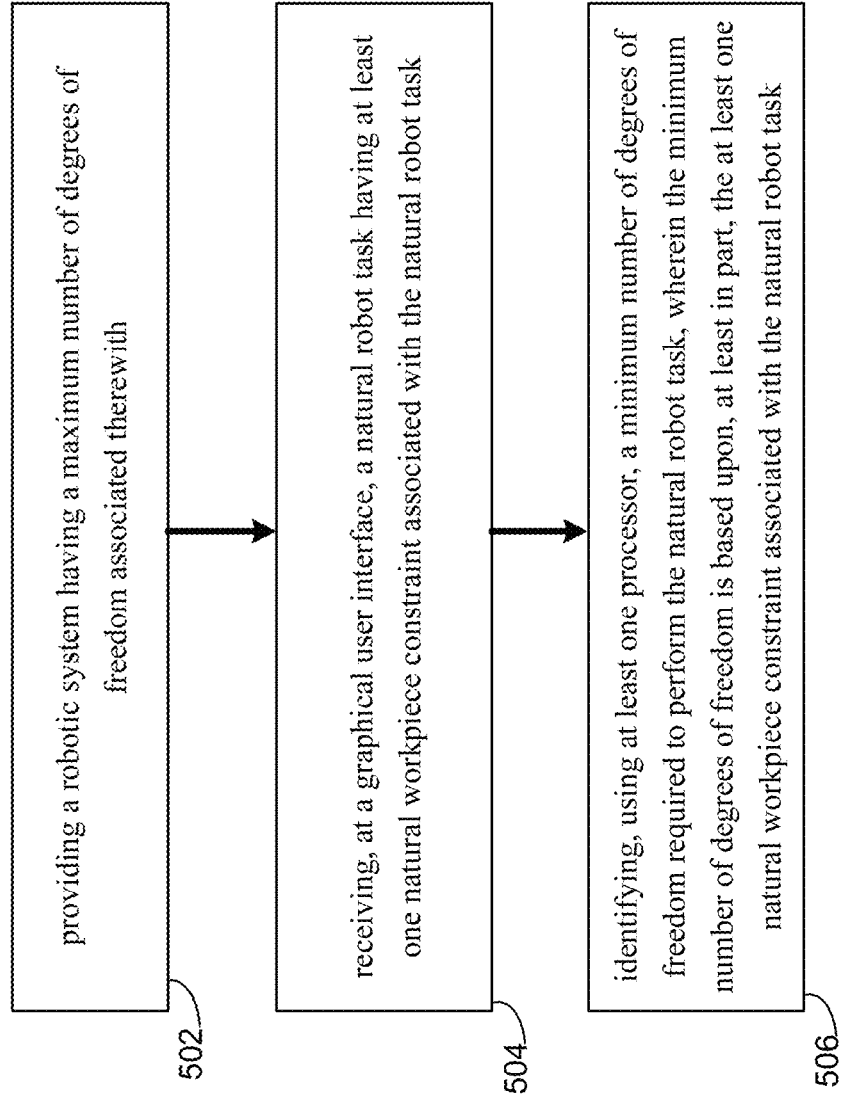 providing a robotic system having a maximum number of degrees of
freedom associated therewith
502
receiving, at a graphical user interface, a natural robot task having at least
one natural workpiece constraint associated with the natural robot task
504
identifying, using at least one processor, a minimum number of degrees of
freedom required to perform the natural robot task, wherein the minimum
number of degrees of freedom is based upon, at least in part, the at least one
natural workpiece constraint associated with the natural robot task
506